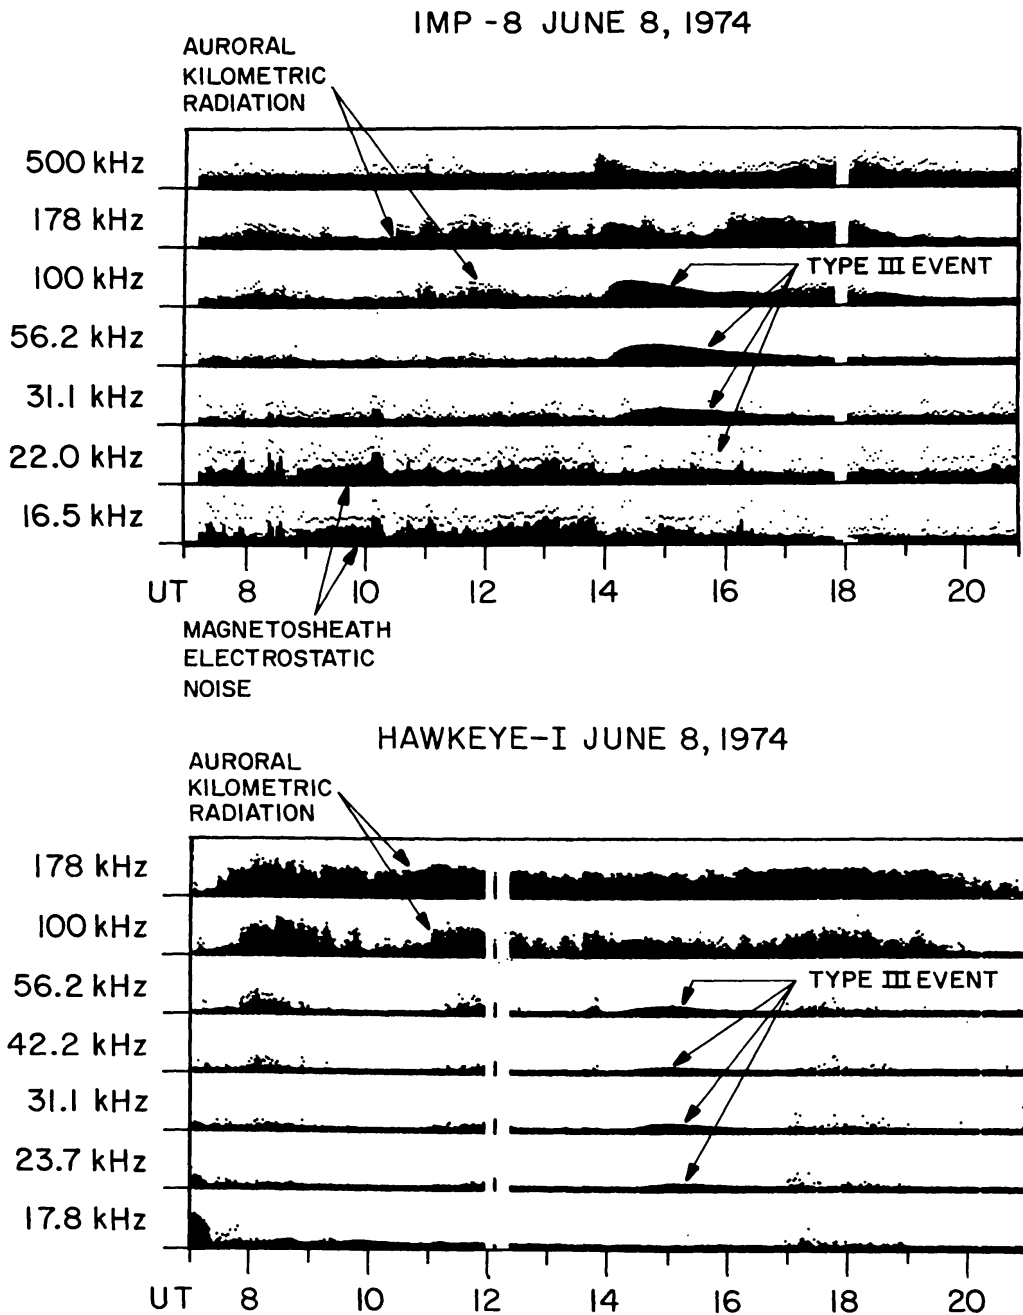 IMP -8 JUNE 8, 1974
AURORAL
KILOMETRIC
RADIATION
500 kHz
178 kHz
100 kHz
TYPE III EVENT
56.2 kHz
31.1 kHz
22.0 kHz
16.5 kHz
UT 8 10 12 14 16 18 20
MAGNETOSHEATH
ELECTROSTATIC
NOISE
HAWKEYE-I JUNE 8, 1974
AURORAL
KILOMETRIC
RADIATION
178 kHz
100 kHz
56.2 kHz
TYPE III EVENT
42.2 kHz
31.1 kHz
23.7 kHz
17.8 kHz
UT 8 10 12 14 16 18 20